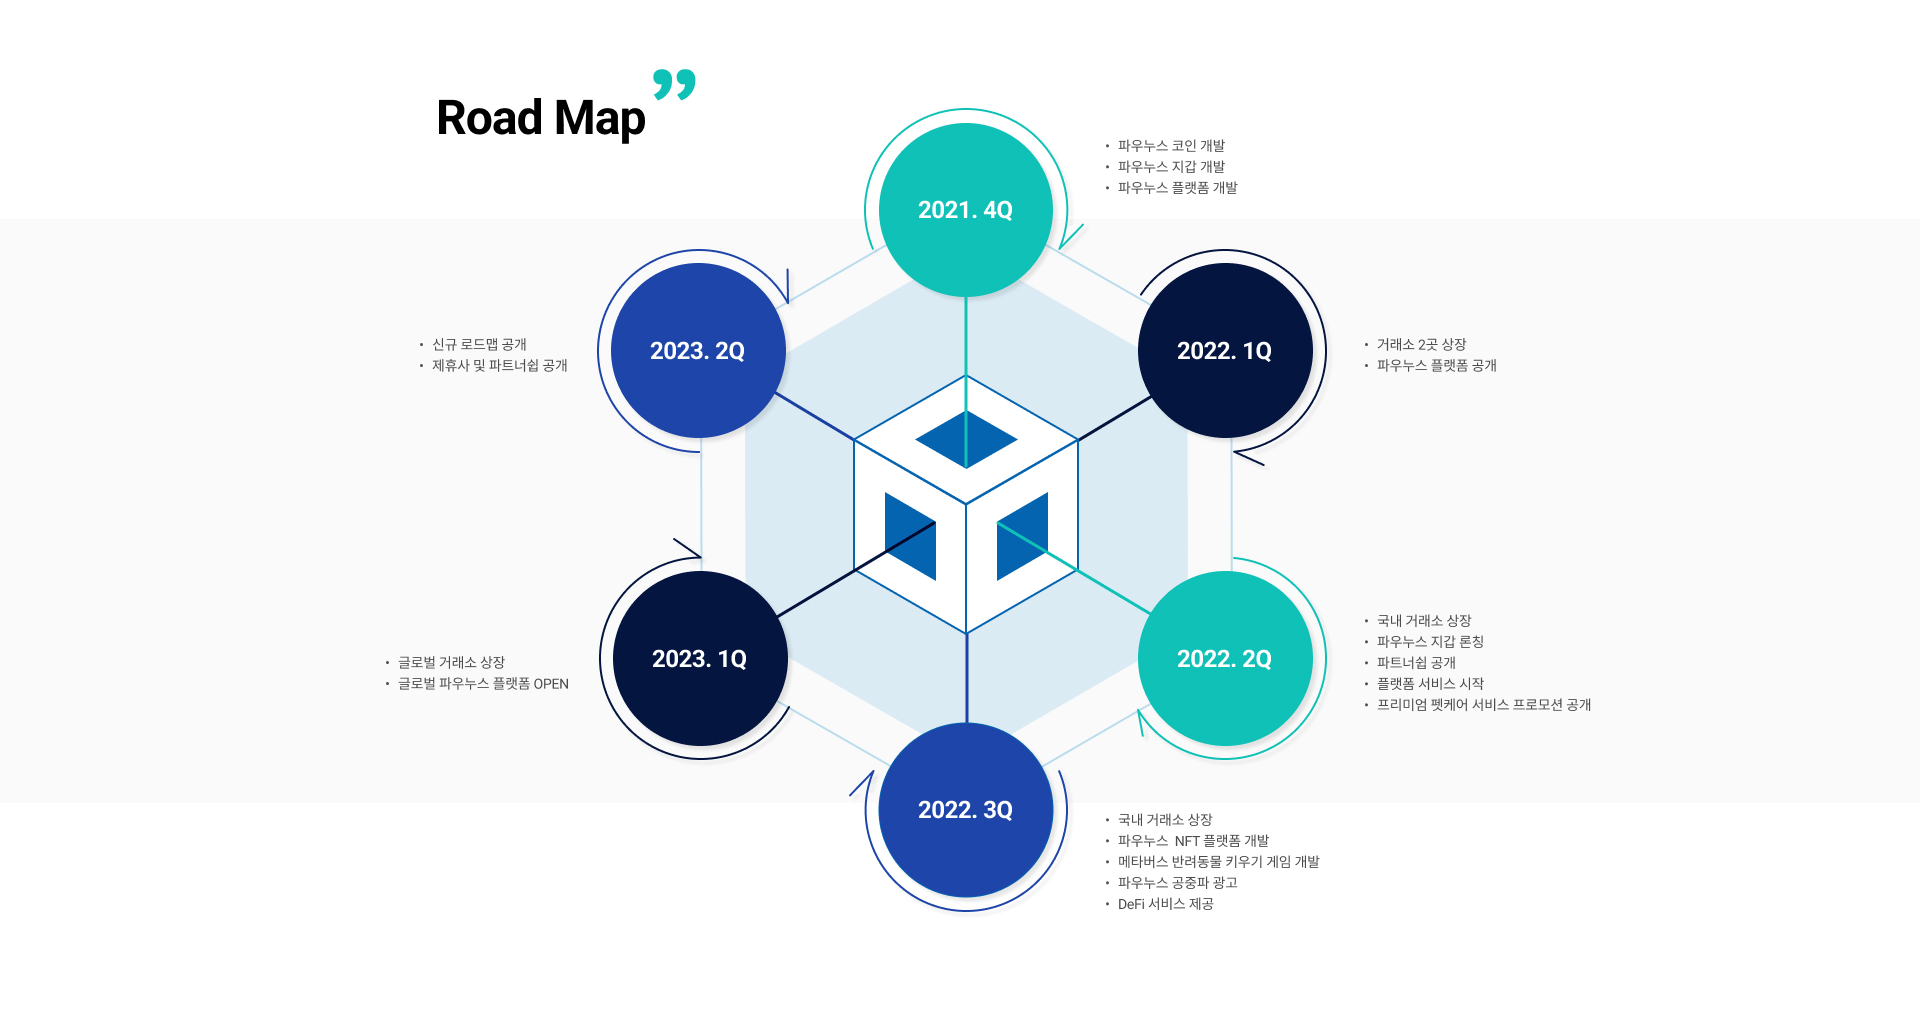 Road Map ”
2021. 4Q
• 파우누스 코인 개발
• 파우누스 지갑 개발
• 파우누스 플랫폼 개발
2022. 1Q
• 거래소 2곳 상장
• 파우누스 플랫폼 공개
2022. 2Q
• 국내 거래소 상장
• 파우누스 지갑 론칭
• 파트너쉽 공개
• 플랫폼 서비스 시작
• 프리미엄 펫케어 서비스 프로모션 공개
2022. 3Q
• 국내 거래소 상장
• 파우누스 NFT 플랫폼 개발
• 메타버스 반려동물 키우기 게임 개발
• 파우누스 공중파 광고
• DeFi 서비스 제공
2023. 1Q
• 글로벌 거래소 상장
• 글로벌 파우누스 플랫폼 OPEN
2023. 2Q
• 신규 로드맵 공개
• 제휴사 및 파트너쉽 공개